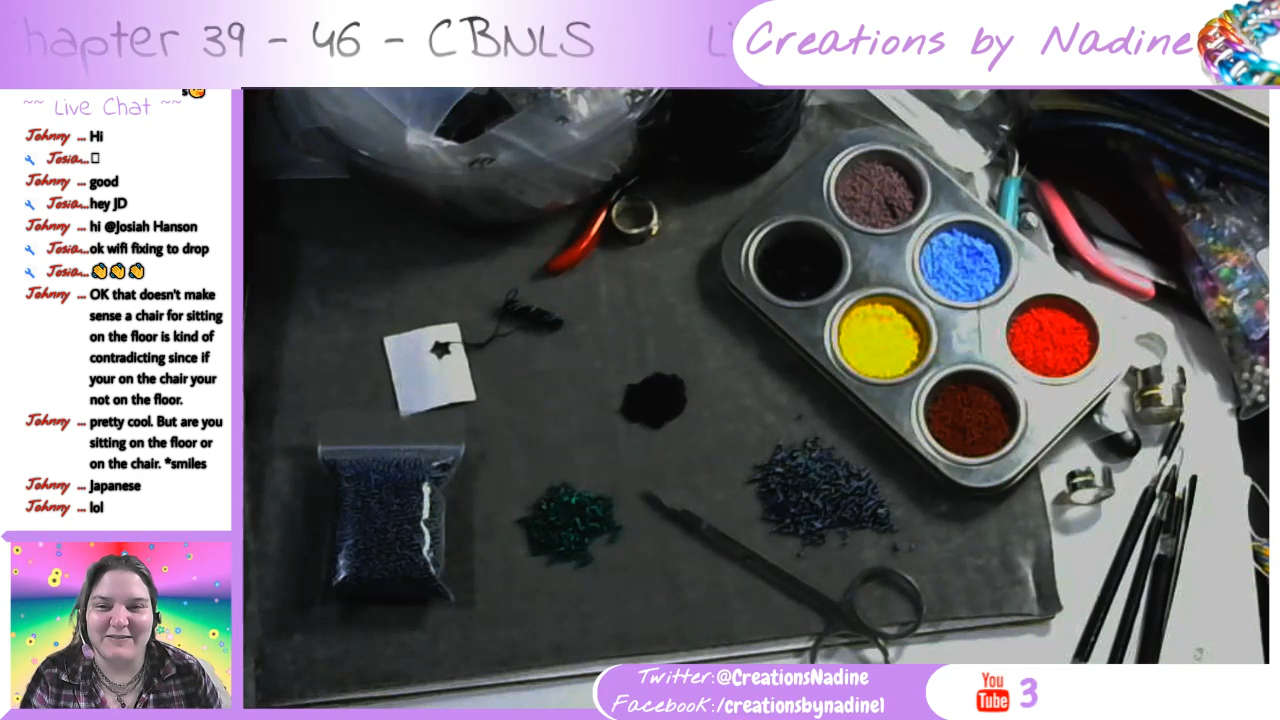 hapter 39 - 46 - CBNLS
Creations by Nadine
~~ Live Chat ~~
Johnny ... Hi
Josia...
Johnny ... good
Josia... hey JD
Johnny ... hi @Josiah Hanson
Josia... ok wifi fixing to drop
Josia... 👏👏👏
Johnny ... OK that doesn't make
sense a chair for sitting
on the floor is kind of
contradicting since if
your on the chair your
not on the floor.
Johnny ... pretty cool. But are you
sitting on the floor or
on the chair. *smiles
Johnny ... Japanese
Johnny ... lol
Twitter:@CreationsNadine
Facebook:/creationsbynadine1
You
Tube 3